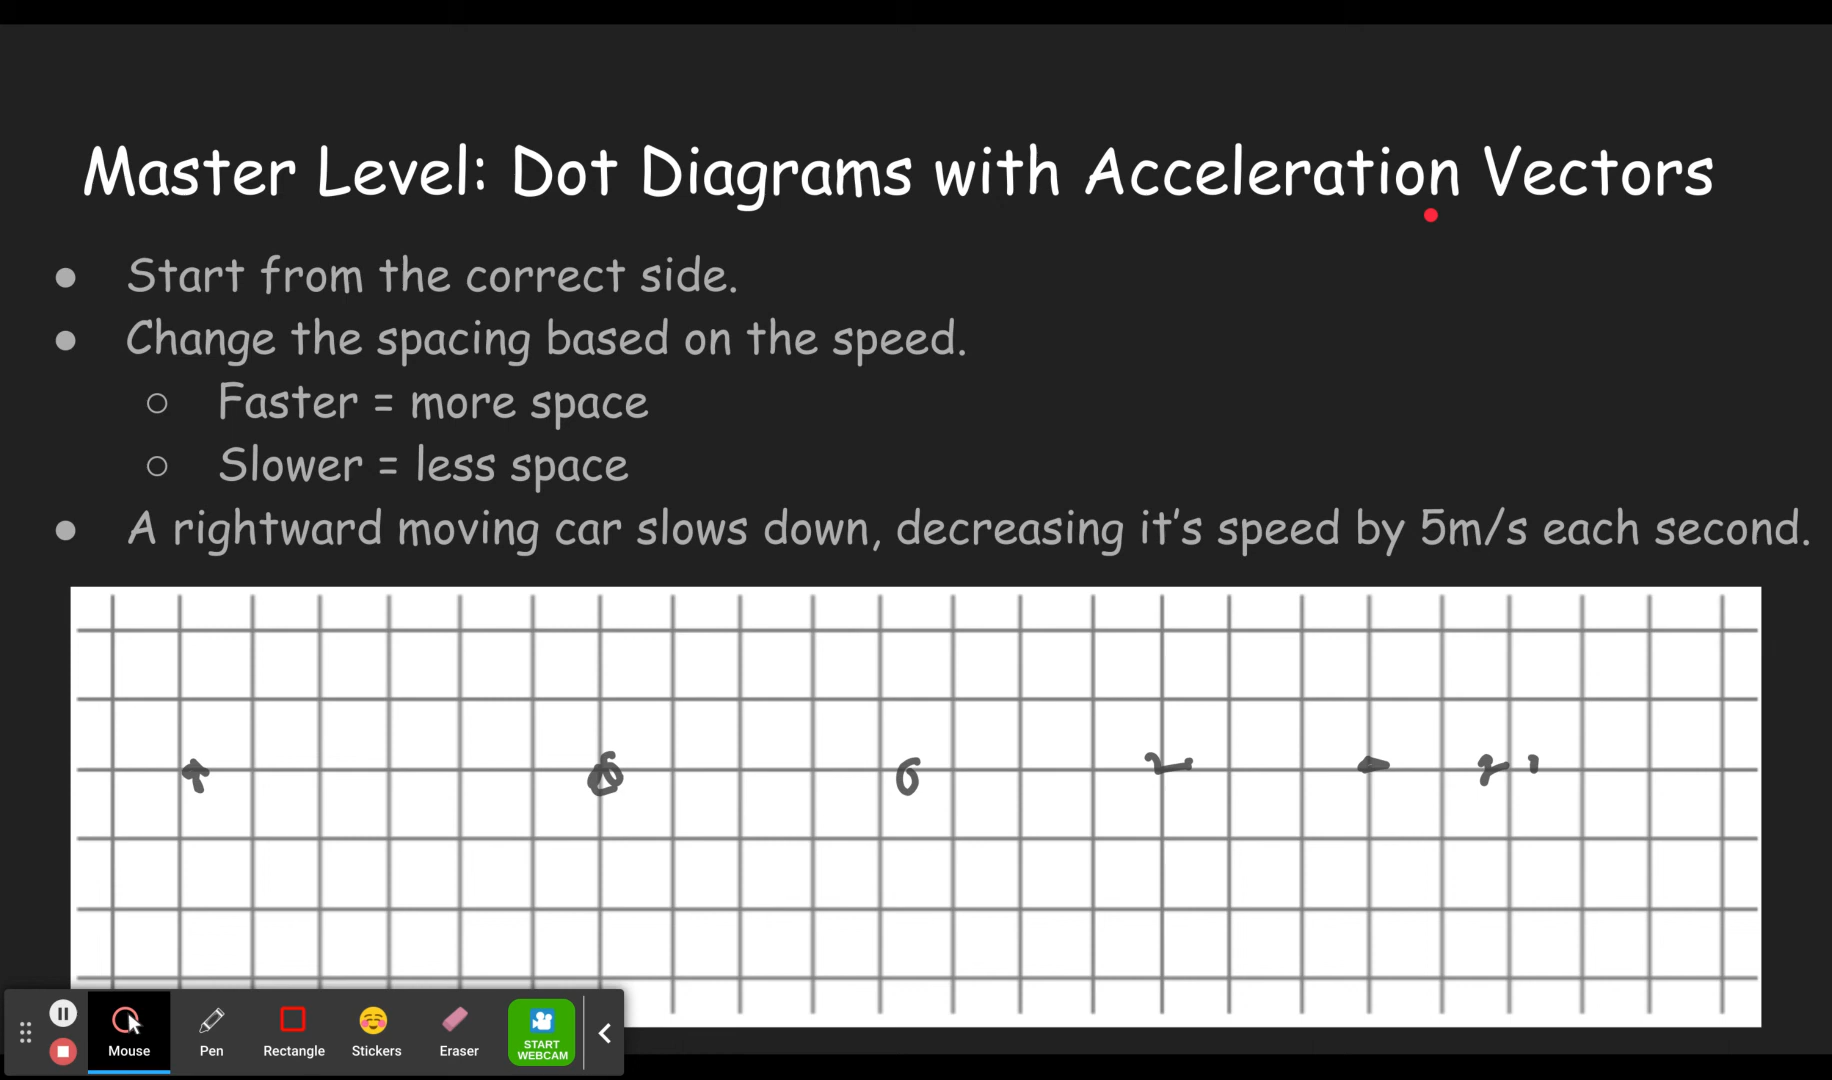 Master Level: Dot Diagrams with Acceleration Vectors
● Start from the correct side.
● Change the spacing based on the speed.
○ Faster = more space
○ Slower = less space
● A rightward moving car slows down, decreasing it's speed by 5m/s each second.
Mouse
Pen
Rectangle
Stickers
Eraser
START
WEBCAM